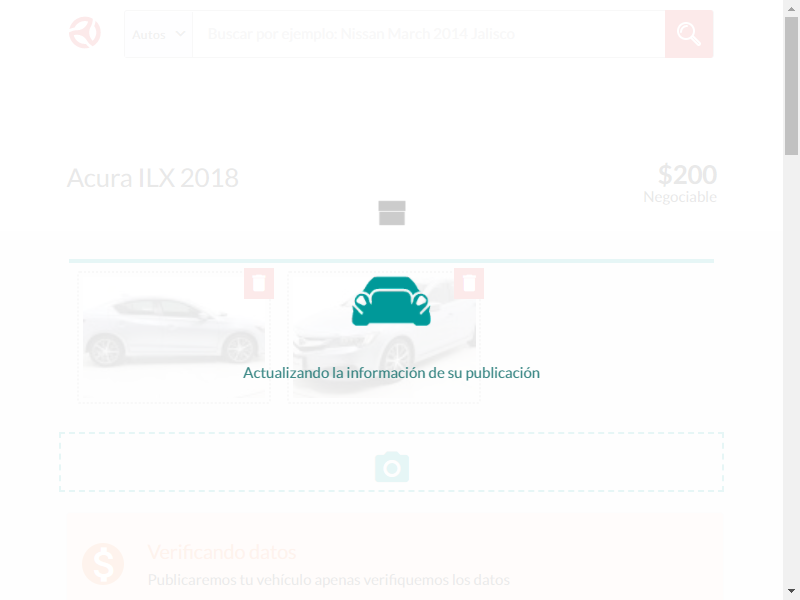 Autos
Buscar por ejemplo: Nissan March 2014 Jalisco
Acura ILX 2018
$200
Negociable
Actualizando la información de su publicación
Verificando datos
Publicaremos tu vehículo apenas verifiquemos los datos